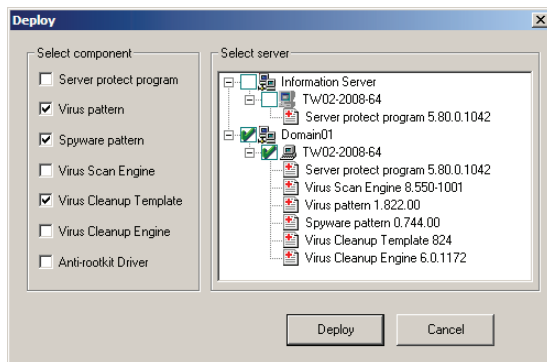 Deploy
Select component
Server protect program
Virus pattern
Spyware pattern
Virus Scan Engine
Virus Cleanup Template
Virus Cleanup Engine
Anti-rootkit Driver
Select server
Information Server
TW02-2008-64
Server protect program 5.80.0.1042
Domain01
TW02-2008-64
Server protect program 5.80.0.1042
Virus Scan Engine 8.550-1001
Virus pattern 1.822.00
Spyware pattern 0.744.00
Virus Cleanup Template 824
Virus Cleanup Engine 6.0.1172
Deploy
Cancel